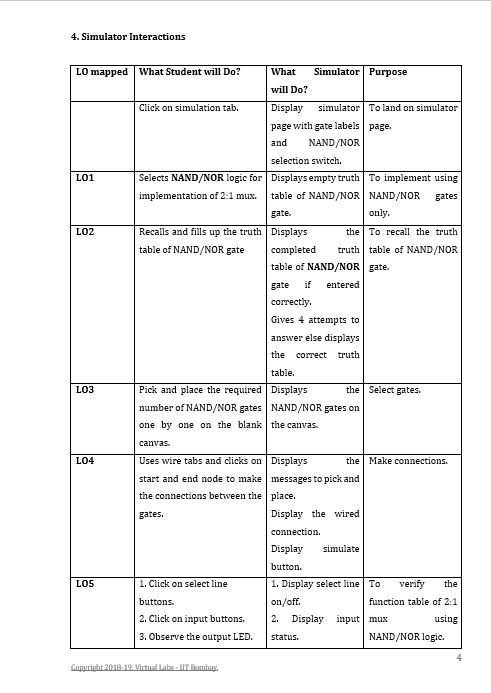 4. Simulator Interactions
LO mapped
What Student will Do?
What Simulator
will Do?
Purpose
Click on simulation tab.
Display simulator
page with gate labels
and NAND/NOR
selection switch.
To land on simulator
page.
LO1
Selects NAND/NOR logic for
implementation of 2:1 mux.
Displays empty truth
table of NAND/NOR
gate.
To implement using
NAND/NOR gates
only.
LO2
Recalls and fills up the truth
table of NAND/NOR gate
Displays the
completed truth
table of NAND/NOR
gate if entered
correctly.
Gives 4 attempts to
answer else displays
the correct truth
table.
To recall the truth
table of NAND/NOR
gate.
LO3
Pick and place the required
number of NAND/NOR gates
one by one on the blank
canvas.
Displays the
NAND/NOR gates on
the canvas.
Select gates.
LO4
Uses wire tabs and clicks on
start and end node to make
the connections between the
gates.
Displays the
messages to pick and
place.
Display the wired
connection.
Display simulate
button.
Make connections.
LO5
1. Click on select line
buttons.
2. Click on input buttons.
3. Observe the output LED.
1. Display select line
on/off.
2. Display input
status.
To verify the
function table of 2:1
mux using
NAND/NOR logic.
4
Copyright 2018-19. Virtual Labs - IIT Bombay.